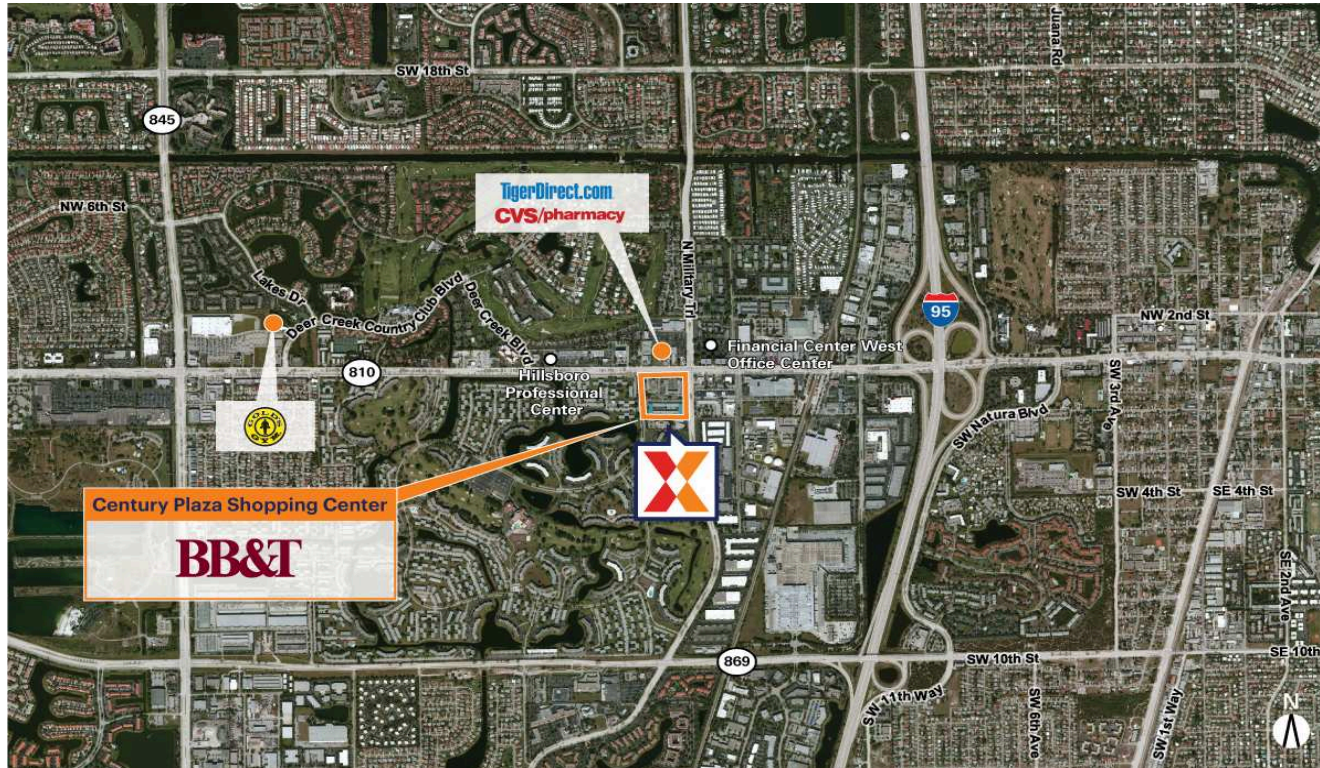 Juana Rd
SW 18th St
845
TigerDirect.com
CVS/pharmacy
NW 6th St
N Military Trl
Lakes Dr
Deer Creek Country Club Blvd
Deer Creek Blvd
95
NW 2nd St
Financial Center West
Office Center
810
Hillsboro
Professional
Center
SW 3rd Ave
GOLD'S
GYM
SW Natura Blvd
SW 4th St
SE 4th St
Century Plaza Shopping Center
BB&T
SE 2nd Ave
869
SW 10th St
SE 10th
SW 11th Way
SW 6th Ave
SW 1st Way
N